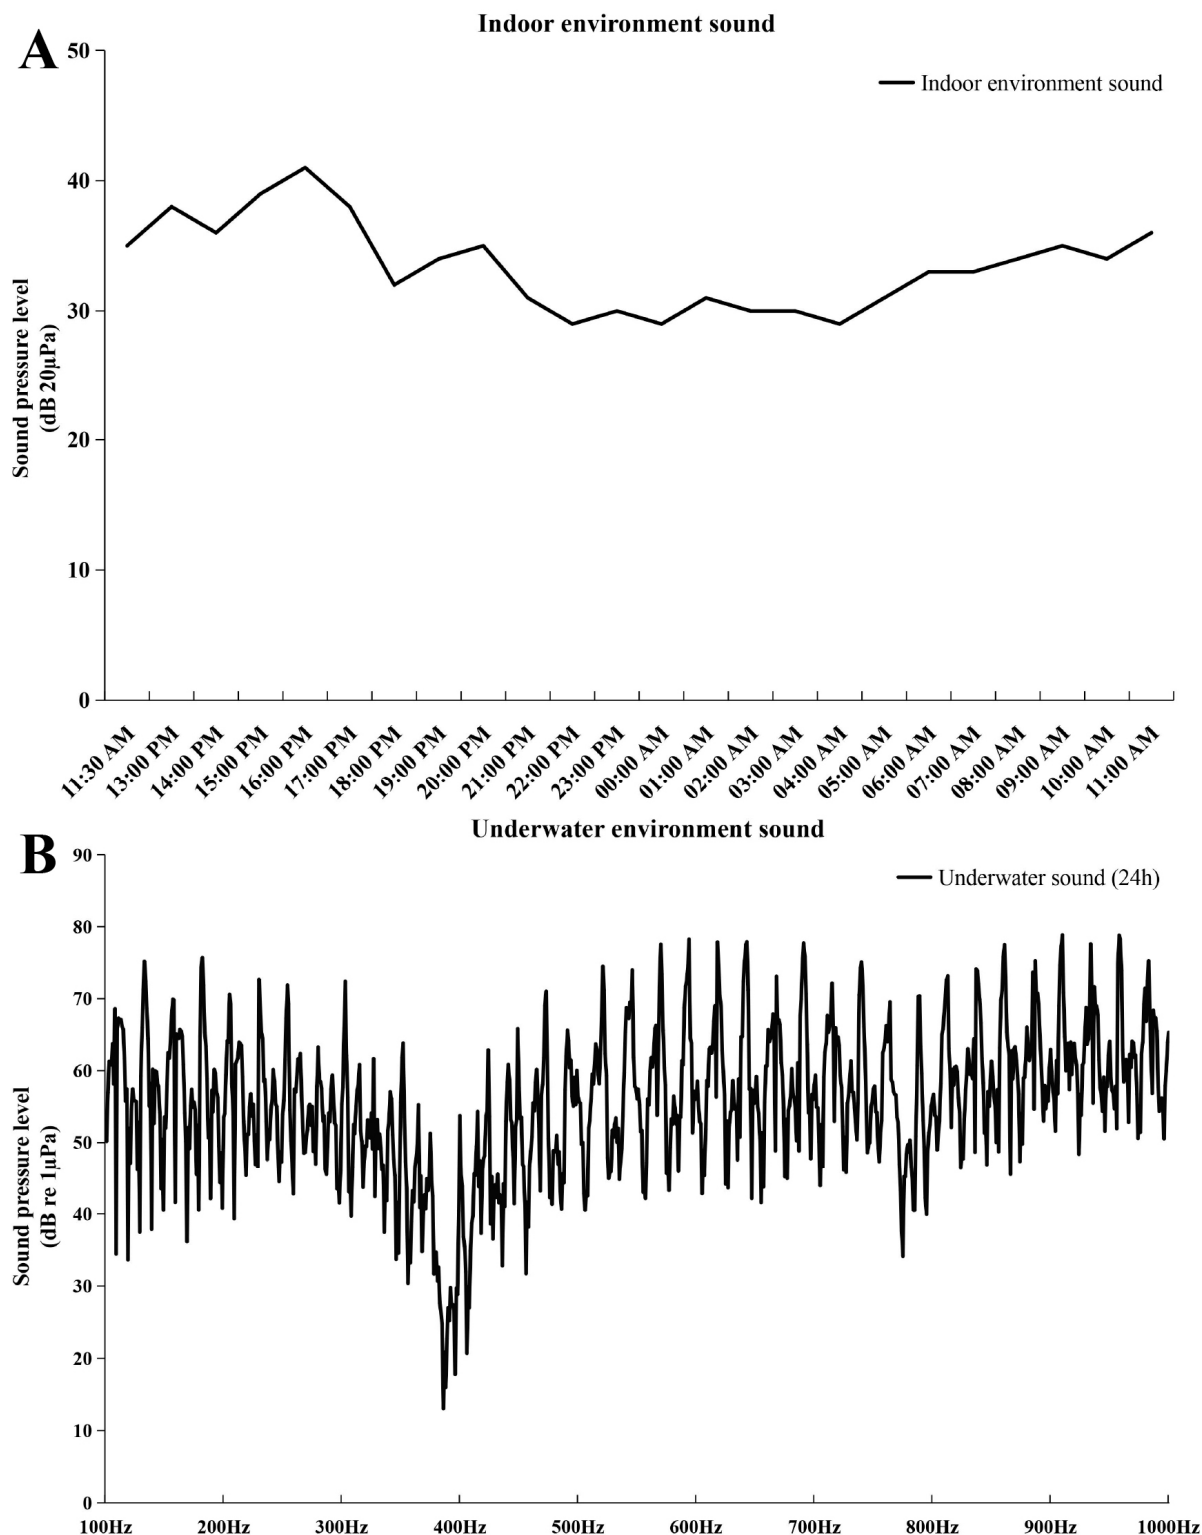 Indoor environment sound
A
50
Indoor environment sound
40
30
20
10
0
Sound pressure level
(dB 20μPa)
11:30 AM
13:00 PM
14:00 PM
15:00 PM
16:00 PM
17:00 PM
18:00 PM
19:00 PM
20:00 PM
21:00 PM
22:00 PM
23:00 PM
00:00 AM
01:00 AM
02:00 AM
03:00 AM
04:00 AM
05:00 AM
06:00 AM
07:00 AM
08:00 AM
09:00 AM
10:00 AM
11:00 AM
Underwater environment sound
B
90
Underwater sound (24h)
80
70
60
50
40
30
20
10
0
Sound pressure level
(dB re 1μPa)
100Hz
200Hz
300Hz
400Hz
500Hz
600Hz
700Hz
800Hz
900Hz
1000Hz